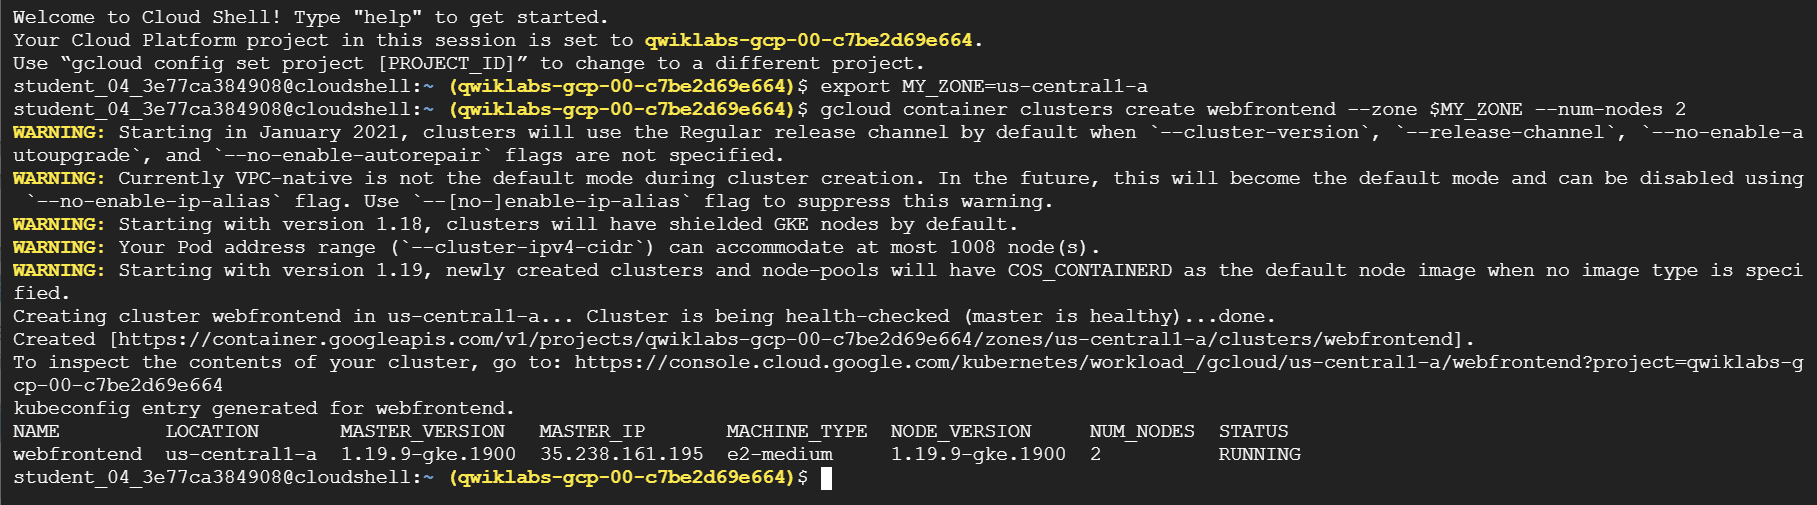 Welcome to Cloud Shell! Type "help" to get started.
Your Cloud Platform project in this session is set to qwiklabs-gcp-00-c7be2d69e664.
Use “gcloud config set project [PROJECT_ID]” to change to a different project.
student_04_3e77ca384908@cloudshell:~ (qwiklabs-gcp-00-c7be2d69e664)$ export MY_ZONE=us-central1-a
student_04_3e77ca384908@cloudshell:~ (qwiklabs-gcp-00-c7be2d69e664)$ gcloud container clusters create webfrontend --zone $MY_ZONE --num-nodes 2
WARNING: Starting in January 2021, clusters will use the Regular release channel by default when `--cluster-version`, `--release-channel`, `--no-enable-a
utoupgrade`, and `--no-enable-autorepair` flags are not specified.
WARNING: Currently VPC-native is not the default mode during cluster creation. In the future, this will become the default mode and can be disabled using
 `--no-enable-ip-alias` flag. Use `--[no-]enable-ip-alias` flag to suppress this warning.
WARNING: Starting with version 1.18, clusters will have shielded GKE nodes by default.
WARNING: Your Pod address range (`--cluster-ipv4-cidr`) can accommodate at most 1008 node(s).
WARNING: Starting with version 1.19, newly created clusters and node-pools will have COS_CONTAINERD as the default node image when no image type is speci
fied.
Creating cluster webfrontend in us-central1-a... Cluster is being health-checked (master is healthy)...done.
Created [https://container.googleapis.com/v1/projects/qwiklabs-gcp-00-c7be2d69e664/zones/us-central1-a/clusters/webfrontend].
To inspect the contents of your cluster, go to: https://console.cloud.google.com/kubernetes/workload_/gcloud/us-central1-a/webfrontend?project=qwiklabs-g
cp-00-c7be2d69e664
kubeconfig entry generated for webfrontend.
NAME         LOCATION       MASTER_VERSION   MASTER_IP       MACHINE_TYPE  NODE_VERSION     NUM_NODES  STATUS
webfrontend  us-central1-a  1.19.9-gke.1900  35.238.161.195  e2-medium     1.19.9-gke.1900  2          RUNNING
student_04_3e77ca384908@cloudshell:~ (qwiklabs-gcp-00-c7be2d69e664)$